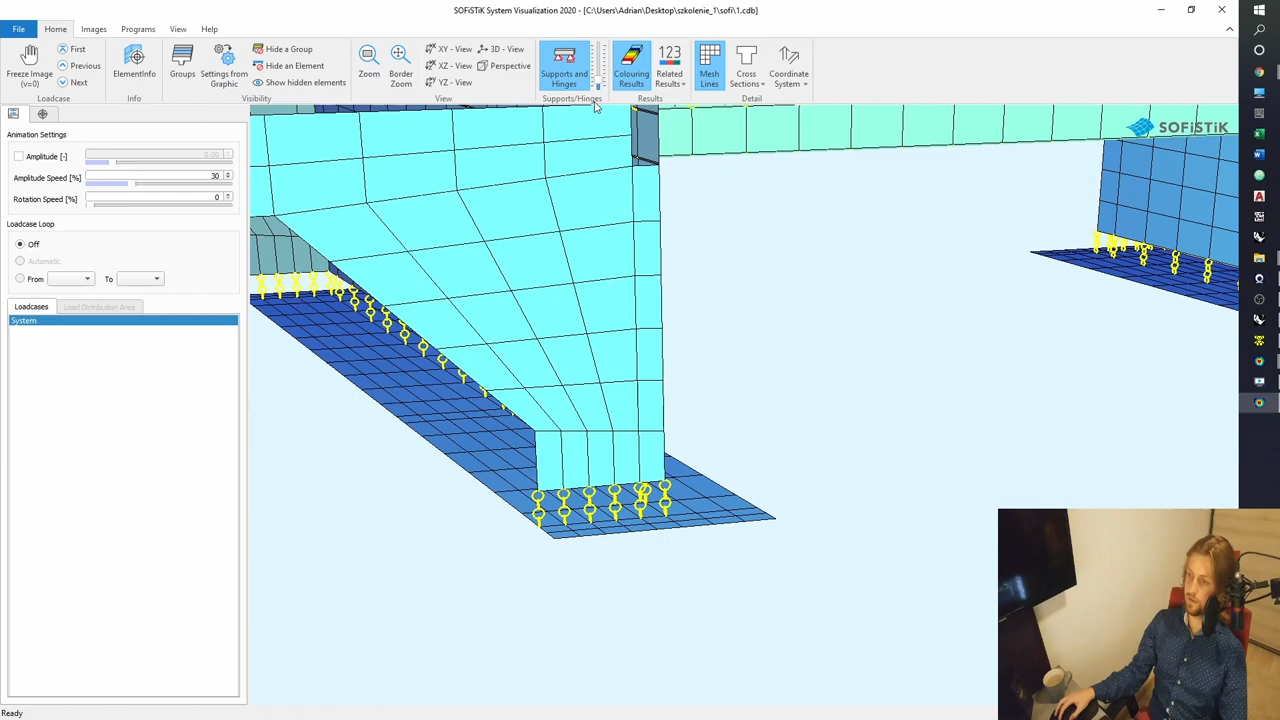 SOFiSTiK System Visualization 2020 - [C:\Users\Adrian\Desktop\szkolenie_1\sofi\1.cdb]
File Home Images Programs View Help
Freeze Image (v=0)
First
Previous
Next
ElementInfo
Groups
Settings from Graphic
Hide a Group
Hide an Element
Show hidden elements
Zoom
Border Zoom
XY - View
XZ - View
YZ - View
3D - View
Perspective
Supports and Hinges
Colouring Results
123
Related Results
Mesh Lines
Cross Sections
Coordinate System
Loadcase Info Visibility View Supports/Hinges Results Detail
SOFiSTiK
Animation Settings
Amplitude [-] 0.00
Amplitude Speed [%] 30
Rotation Speed [%] 0
Loadcase Loop
Off
Automatic
From To
Loadcases Load Distribution Area
System
Ready